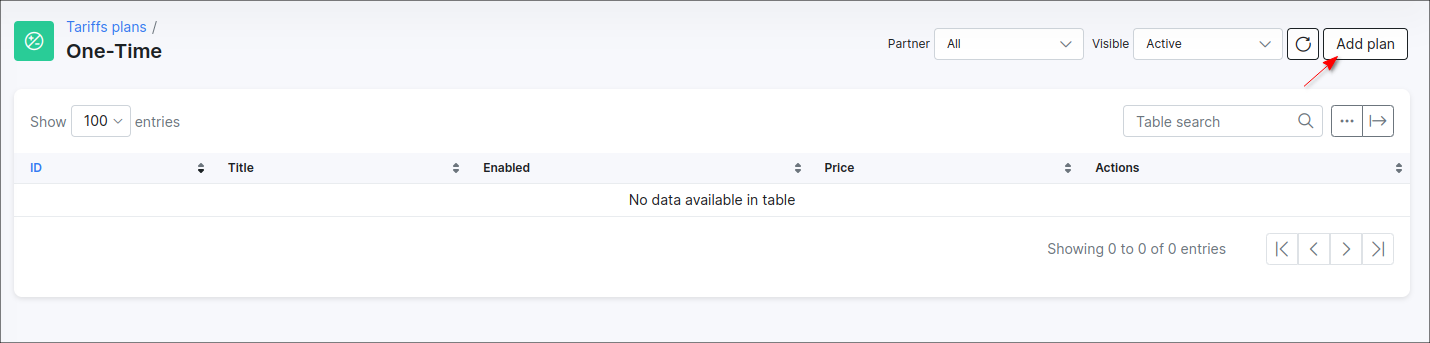 Tariffs plans /
One-Time
Partner All Visible Active Add plan
Show 100 entries Table search ...
ID Title Enabled Price Actions
No data available in table
Showing 0 to 0 of 0 entries